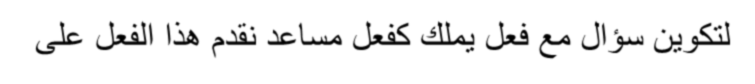 لتكوين سؤال مع فعل يملك كفعل مساعد نقدم هذا الفعل على